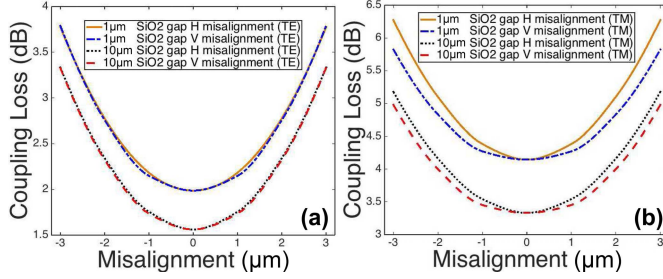 4
3.5
3
2.5
2
1.5
Coupling Loss (dB)
1µm SiO2 gap H misalignment (TE)
1µm SiO2 gap V misalignment (TE)
10µm SiO2 gap H misalignment (TE)
10µm SiO2 gap V misalignment (TE)
(a)
-3 -2 -1 0 1 2 3
Misalignment (µm)
6.5
6
5.5
5
4.5
4
3.5
3
Coupling Loss (dB)
1µm SiO2 gap H misalignment (TM)
1µm SiO2 gap V misalignment (TM)
10µm SiO2 gap H misalignment (TM)
10µm SiO2 gap V misalignment (TM)
(b)
-3 -2 -1 0 1 2 3
Misalignment (µm)